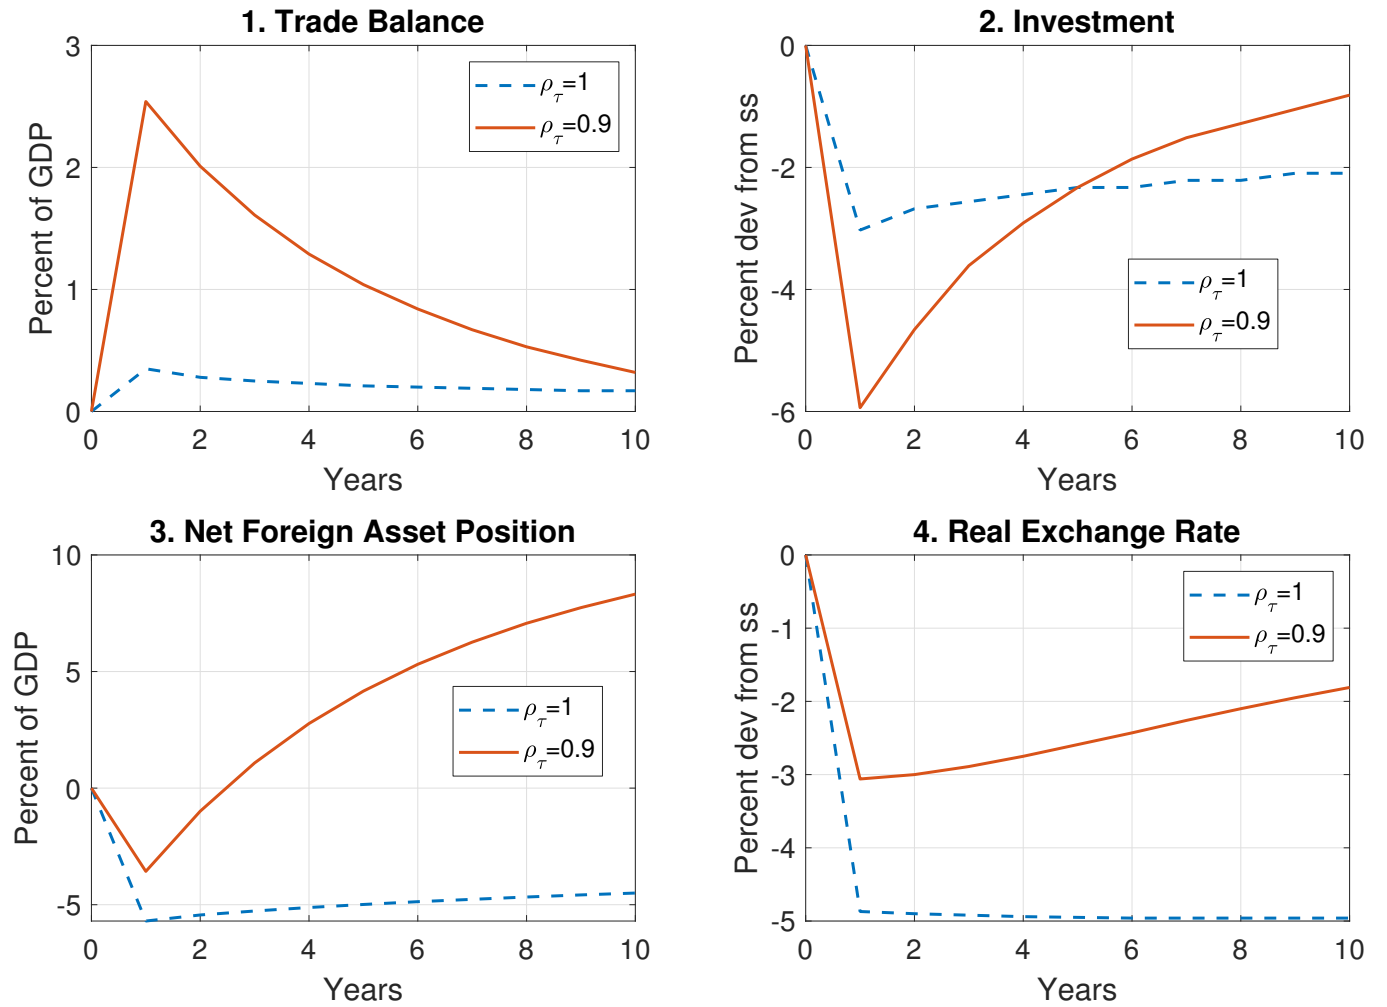 1. Trade Balance
3
2
1
0
0 2 4 6 8 10
Percent of GDP
Years
ρτ=1
ρτ=0.9
2. Investment
0
-2
-4
-6
0 2 4 6 8 10
Percent dev from ss
Years
ρτ=1
ρτ=0.9
3. Net Foreign Asset Position
10
5
0
-5
0 2 4 6 8 10
Percent of GDP
Years
ρτ=1
ρτ=0.9
4. Real Exchange Rate
0
-1
-2
-3
-4
-5
0 2 4 6 8 10
Percent dev from ss
Years
ρτ=1
ρτ=0.9